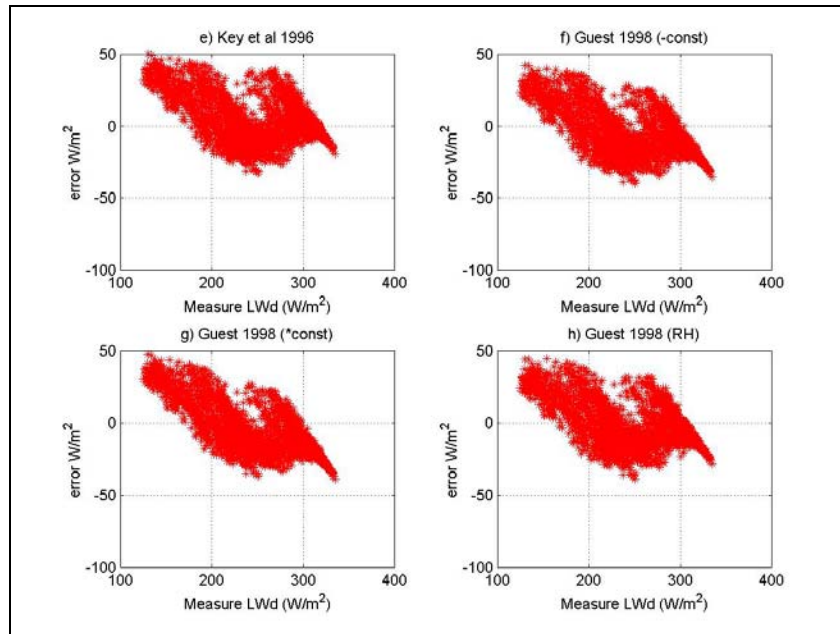 e) Key et al 1996
50
0
-50
-100
error W/m²
100 200 300 400
Measure LWd (W/m²)
f) Guest 1998 (-const)
50
0
-50
-100
error W/m²
100 200 300 400
Measure LWd (W/m²)
g) Guest 1998 (*const)
50
0
-50
-100
error W/m²
100 200 300 400
Measure LWd (W/m²)
h) Guest 1998 (RH)
50
0
-50
-100
error W/m²
100 200 300 400
Measure LWd (W/m²)